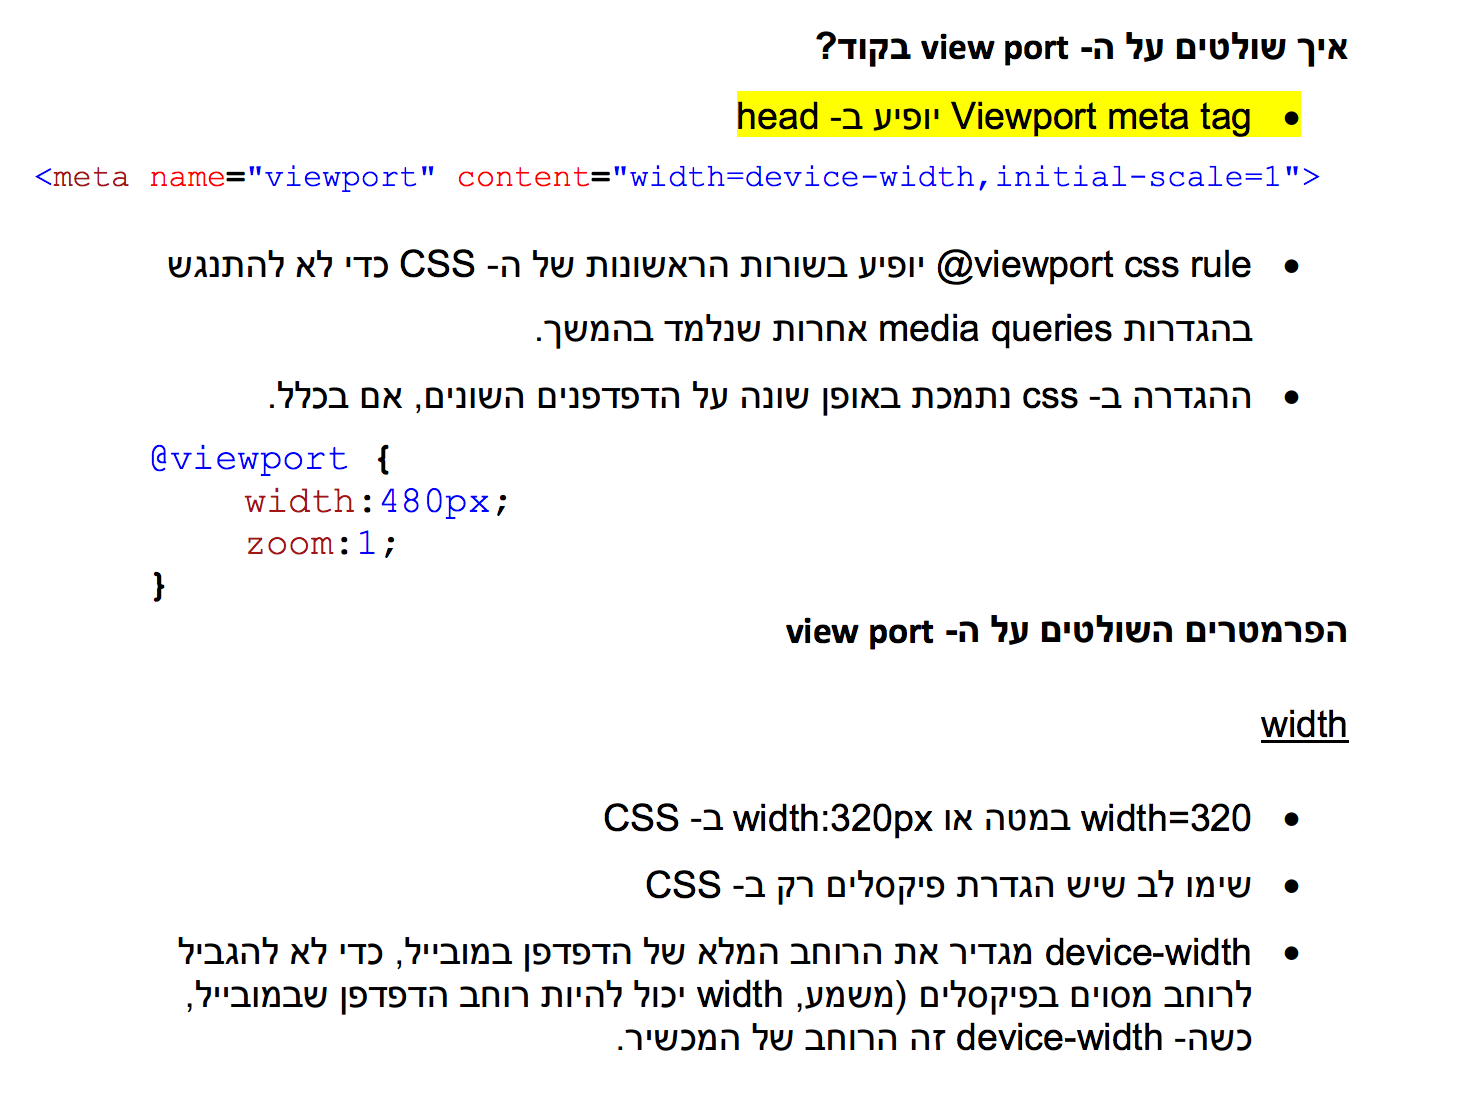 איך שולטים על ה- view port בקוד?
• Viewport meta tag יופיע ב- head
<meta name="viewport" content="width=device-width,initial-scale=1">
• @viewport css rule יופיע בשורות הראשונות של ה- CSS כדי לא להתנגש
בהגדרות media queries אחרות שנלמד בהמשך.
• ההגדרה ב- css נתמכת באופן שונה על הדפדפנים השונים, אם בכלל.
@viewport {
width:480px;
zoom:1;
}
הפרמטרים השולטים על ה- view port
width
• width=320 במטה או width:320px ב- CSS
• שימו לב שיש הגדרת פיקסלים רק ב- CSS
• device-width מגדיר את הרוחב המלא של הדפדפן במובייל, כדי לא להגביל
לרוחב מסוים בפיקסלים (משמע, width יכול להיות רוחב הדפדפן שבמובייל,
כשה- device-width זה הרוחב של המכשיר.